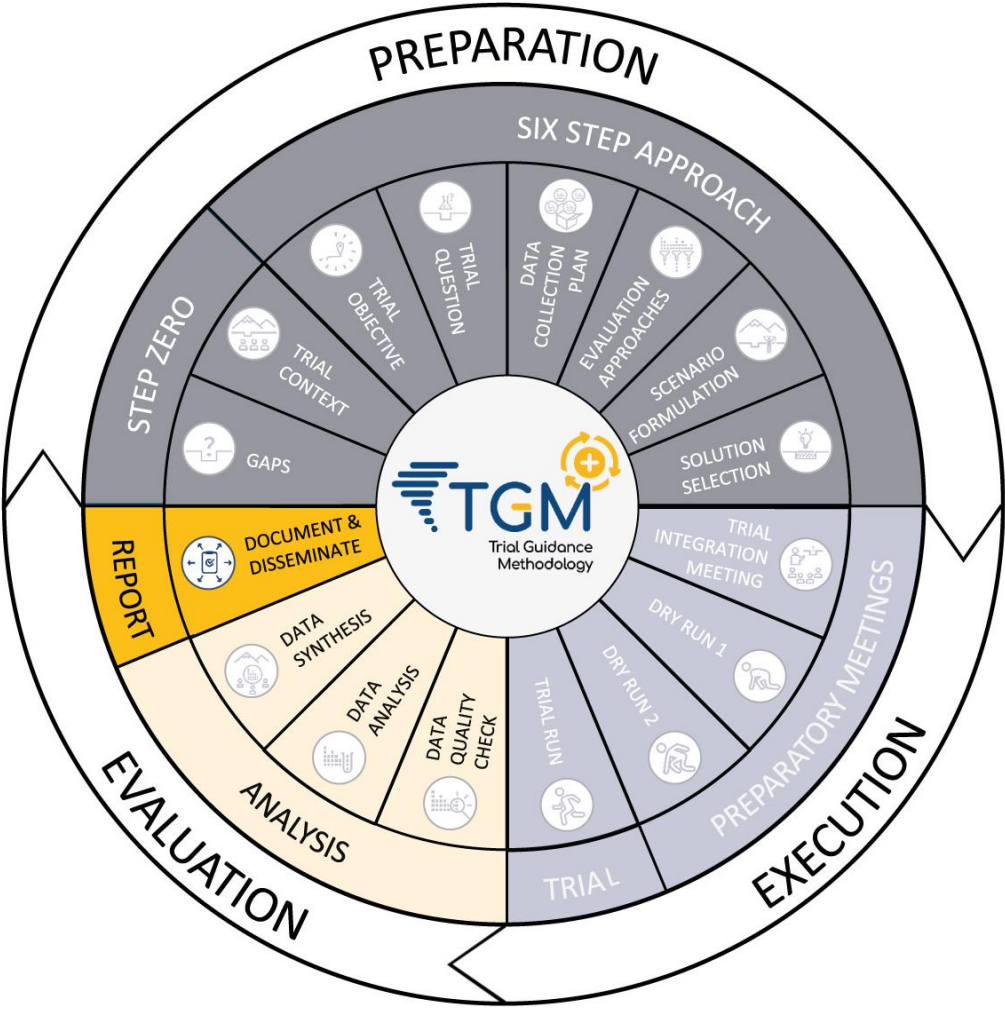 PREPARATION
SIX STEP APPROACH
STEP ZERO
GAPS
TRIAL
CONTEXT
TRIAL
OBJECTIVE
TRIAL
QUESTION
DATA
COLLECTION
PLAN
EVALUATION
APPROACHES
SCENARIO
FORMULATION
SOLUTION
SELECTION
TRIAL
INTEGRATION
MEETING
DRY RUN 1
DRY RUN 2
TRIAL RUN
PREPARATORY MEETINGS
TRIAL
EXECUTION
DATA
QUALITY
CHECK
DATA
ANALYSIS
DATA
SYNTHESIS
ANALYSIS
DOCUMENT &
DISSEMINATE
REPORT
EVALUATION
TGM
Trial Guidance
Methodology